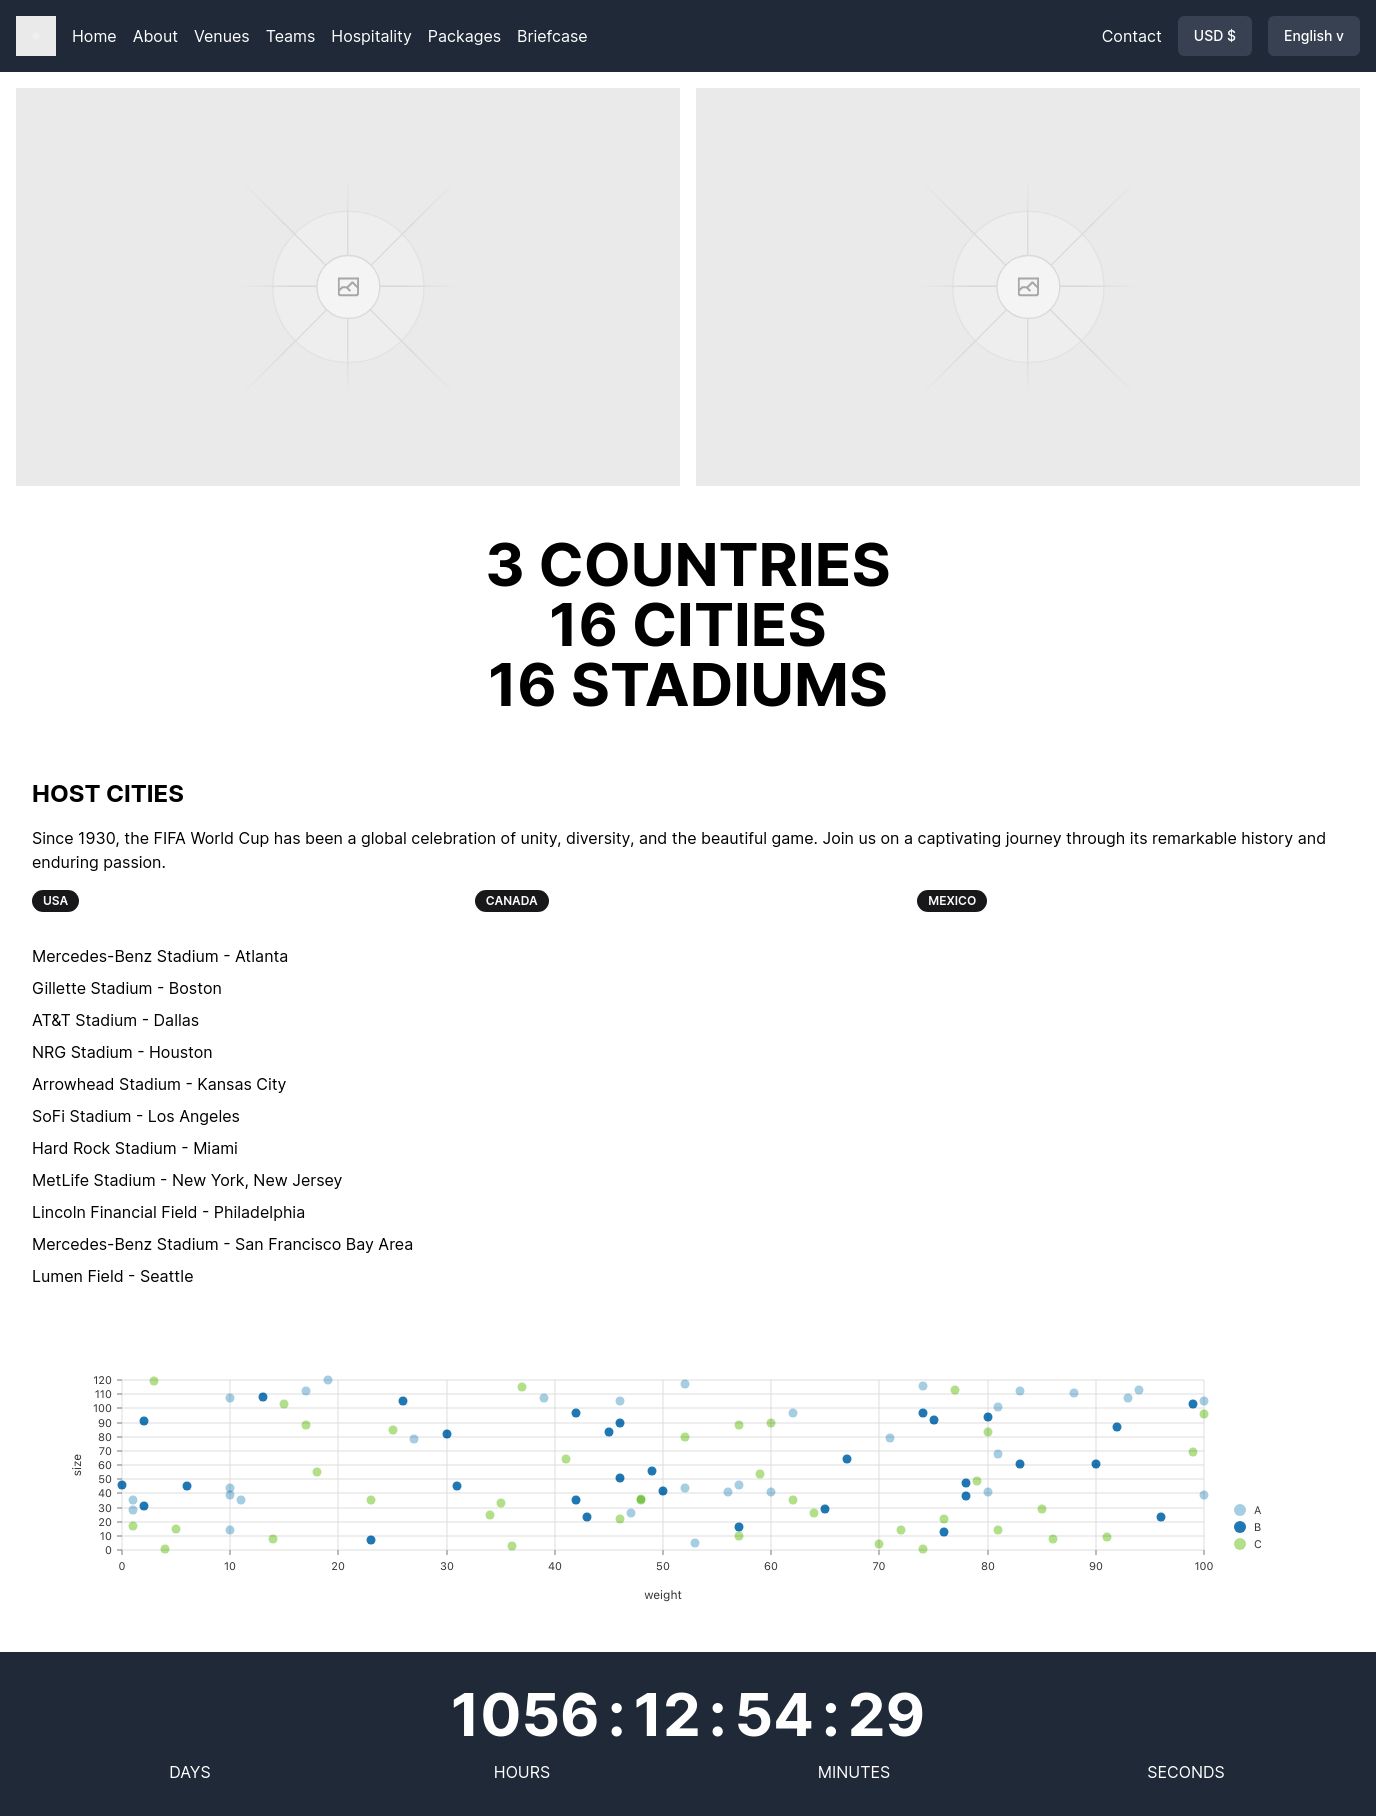 Home About Venues Teams Hospitality Packages Briefcase Contact USD $ English v
3 COUNTRIES
16 CITIES
16 STADIUMS
HOST CITIES
Since 1930, the FIFA World Cup has been a global celebration of unity, diversity, and the beautiful game. Join us on a captivating journey through its remarkable history and
enduring passion.
USA CANADA MEXICO
Mercedes-Benz Stadium - Atlanta
Gillette Stadium - Boston
AT&T Stadium - Dallas
NRG Stadium - Houston
Arrowhead Stadium - Kansas City
SoFi Stadium - Los Angeles
Hard Rock Stadium - Miami
MetLife Stadium - New York, New Jersey
Lincoln Financial Field - Philadelphia
Mercedes-Benz Stadium - San Francisco Bay Area
Lumen Field - Seattle
120
110
100
90
80
70
60
50
40
30
20
10
0
size
0 10 20 30 40 50 60 70 80 90 100
weight
A
B
C
1056 : 12 : 54 : 29
DAYS HOURS MINUTES SECONDS